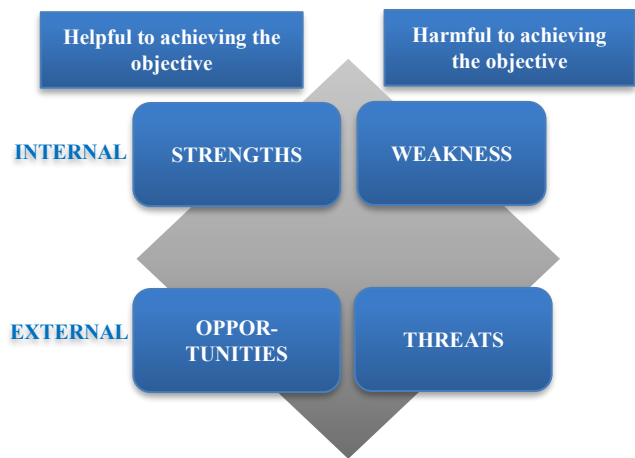 Helpful to achieving the
objective
Harmful to achieving
the objective
INTERNAL
STRENGTHS
WEAKNESS
EXTERNAL
OPPOR-
TUNITIES
THREATS